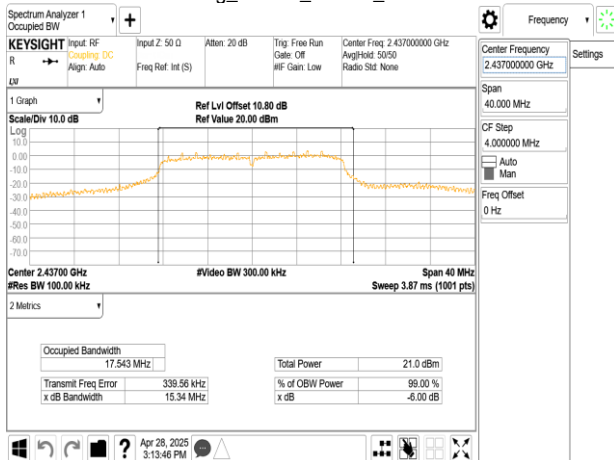 Spectrum Analyzer 1
Occupied BW
Frequency
KEYSIGHT
R
LXI
Input: RF
Coupling: DC
Align: Auto
Input Z: 50 Ω
Freq Ref: Int (S)
Atten: 20 dB
Trig: Free Run
Gate: Off
#IF Gain: Low
Center Freq: 2.437000000 GHz
Avg|Hold: 50/50
Radio Std: None
Center Frequency
2.437000000 GHz
Settings
Span
40.000 MHz
CF Step
4.000000 MHz
Auto
Man
Freq Offset
0 Hz
1 Graph
Scale/Div 10.0 dB
Ref Lvl Offset 10.80 dB
Ref Value 20.00 dBm
Log
10.0
0.00
-10.0
-20.0
-30.0
-40.0
-50.0
-60.0
-70.0
Center 2.43700 GHz
#Res BW 100.00 kHz
#Video BW 300.00 kHz
Span 40 MHz
Sweep 3.87 ms (1001 pts)
2 Metrics
Occupied Bandwidth
17.543 MHz
Total Power 21.0 dBm
Transmit Freq Error 339.56 kHz
% of OBW Power 99.00 %
x dB Bandwidth 15.34 MHz
x dB -6.00 dB
Apr 28, 2025
3:13:46 PM